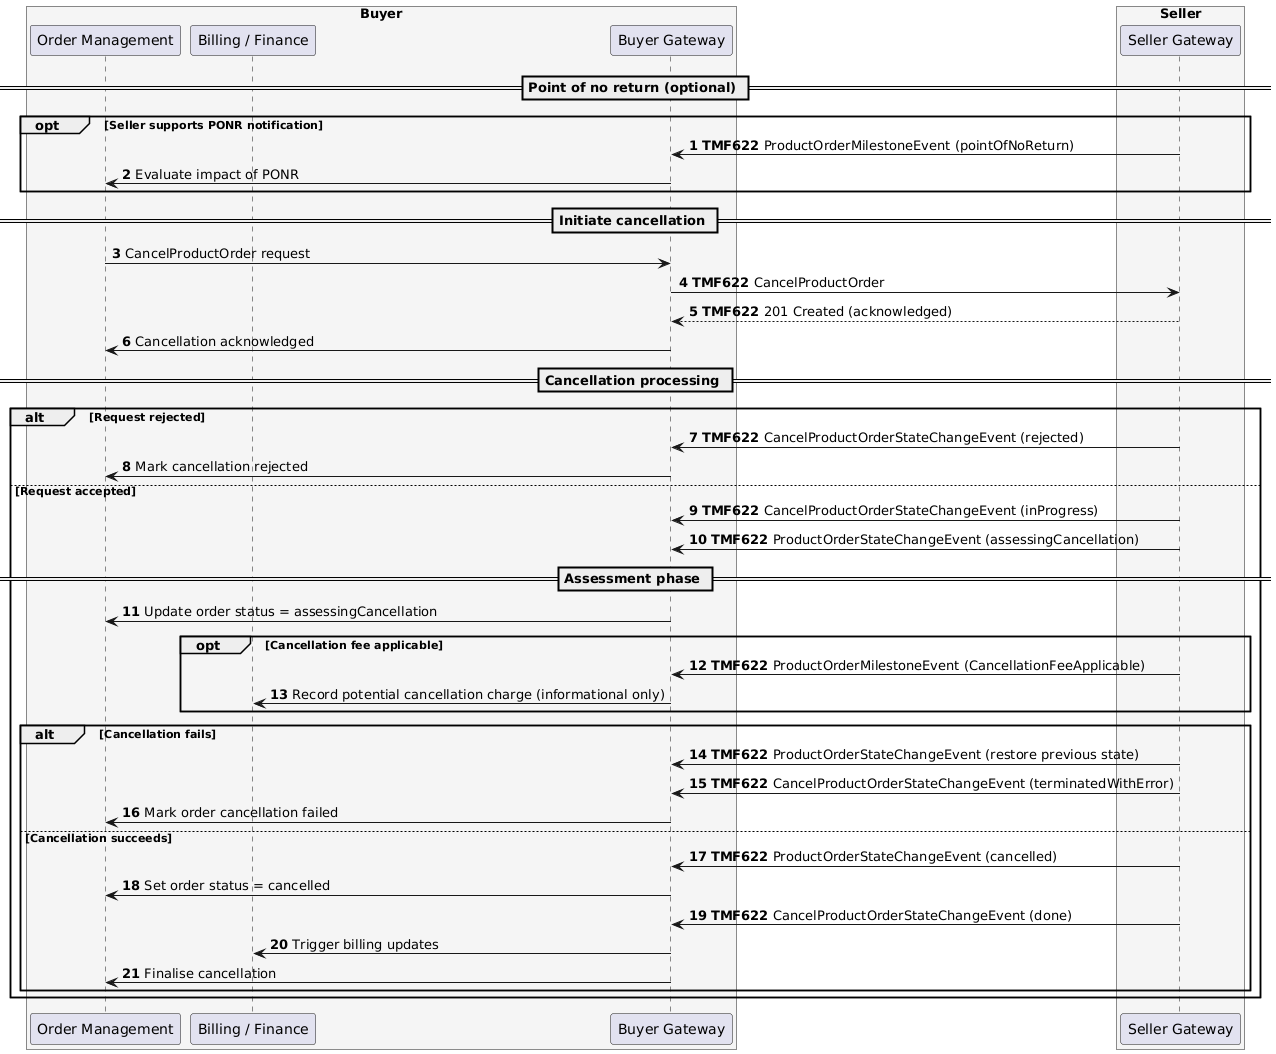 Buyer
Seller
Order Management
Billing / Finance
Buyer Gateway
Seller Gateway
Point of no return (optional)
opt [Seller supports PONR notification]
1 TMF622 ProductOrderMilestoneEvent (pointOfNoReturn)
2 Evaluate impact of PONR
Initiate cancellation
3 CancelProductOrder request
4 TMF622 CancelProductOrder
5 TMF622 201 Created (acknowledged)
6 Cancellation acknowledged
Cancellation processing
alt [Request rejected]
7 TMF622 CancelProductOrderStateChangeEvent (rejected)
8 Mark cancellation rejected
[Request accepted]
9 TMF622 CancelProductOrderStateChangeEvent (inProgress)
10 TMF622 ProductOrderStateChangeEvent (assessingCancellation)
Assessment phase
11 Update order status = assessingCancellation
opt [Cancellation fee applicable]
12 TMF622 ProductOrderMilestoneEvent (CancellationFeeApplicable)
13 Record potential cancellation charge (informational only)
alt [Cancellation fails]
14 TMF622 ProductOrderStateChangeEvent (restore previous state)
15 TMF622 CancelProductOrderStateChangeEvent (terminatedWithError)
16 Mark order cancellation failed
[Cancellation succeeds]
17 TMF622 ProductOrderStateChangeEvent (cancelled)
18 Set order status = cancelled
19 TMF622 CancelProductOrderStateChangeEvent (done)
20 Trigger billing updates
21 Finalise cancellation
Order Management
Billing / Finance
Buyer Gateway
Seller Gateway